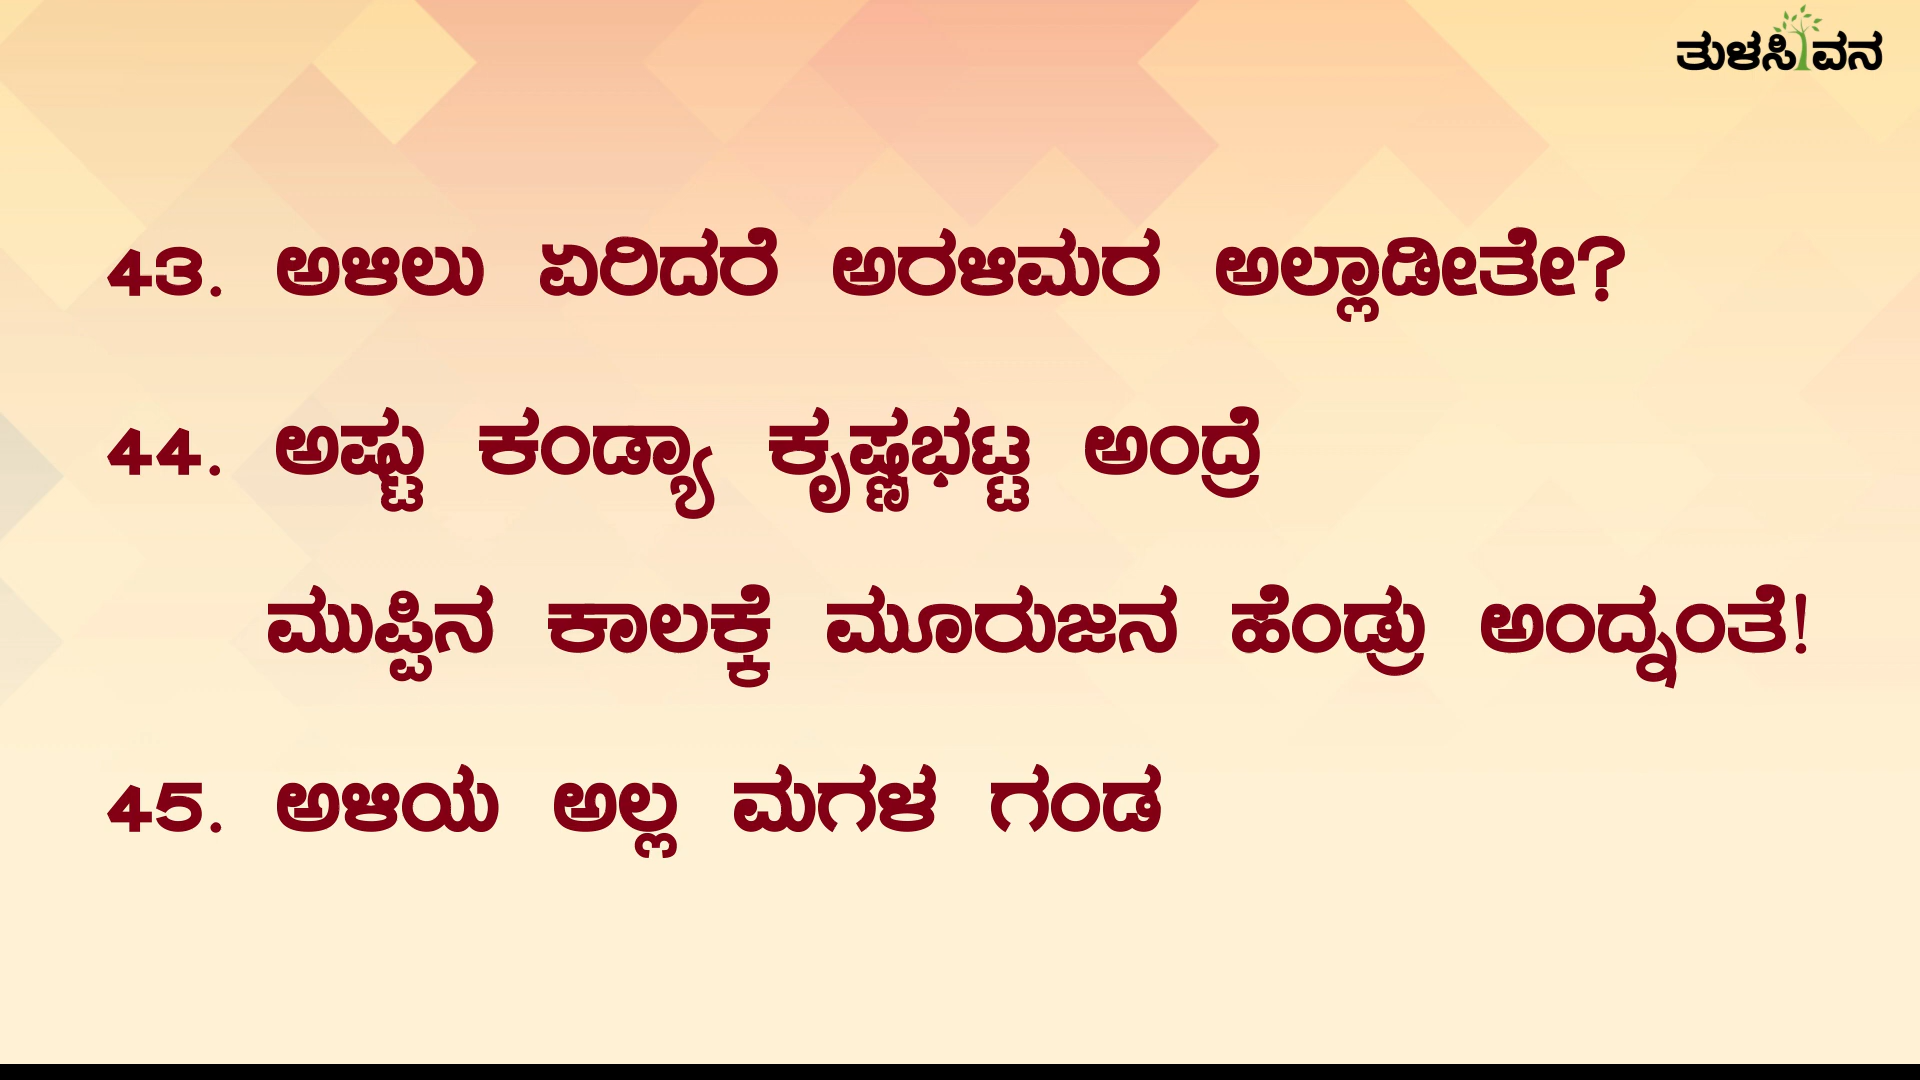 ತುಳಸಿವನ
43. ಅಳಿಲು ಏರಿದರೆ ಅರಳಿಮರ ಅಲ್ಲಾಡೀತೇ?
44. ಅಷ್ಟು ಕಂಡ್ಯಾ ಕೃಷ್ಣಭಟ್ಟ ಅಂದ್ರೆ
ಮುಪ್ಪಿನ ಕಾಲಕ್ಕೆ ಮೂರುಜನ ಹೆಂಡ್ರು ಅಂದ್ನಂತೆ!
45. ಅಳಿಯ ಅಲ್ಲ ಮಗಳ ಗಂಡ